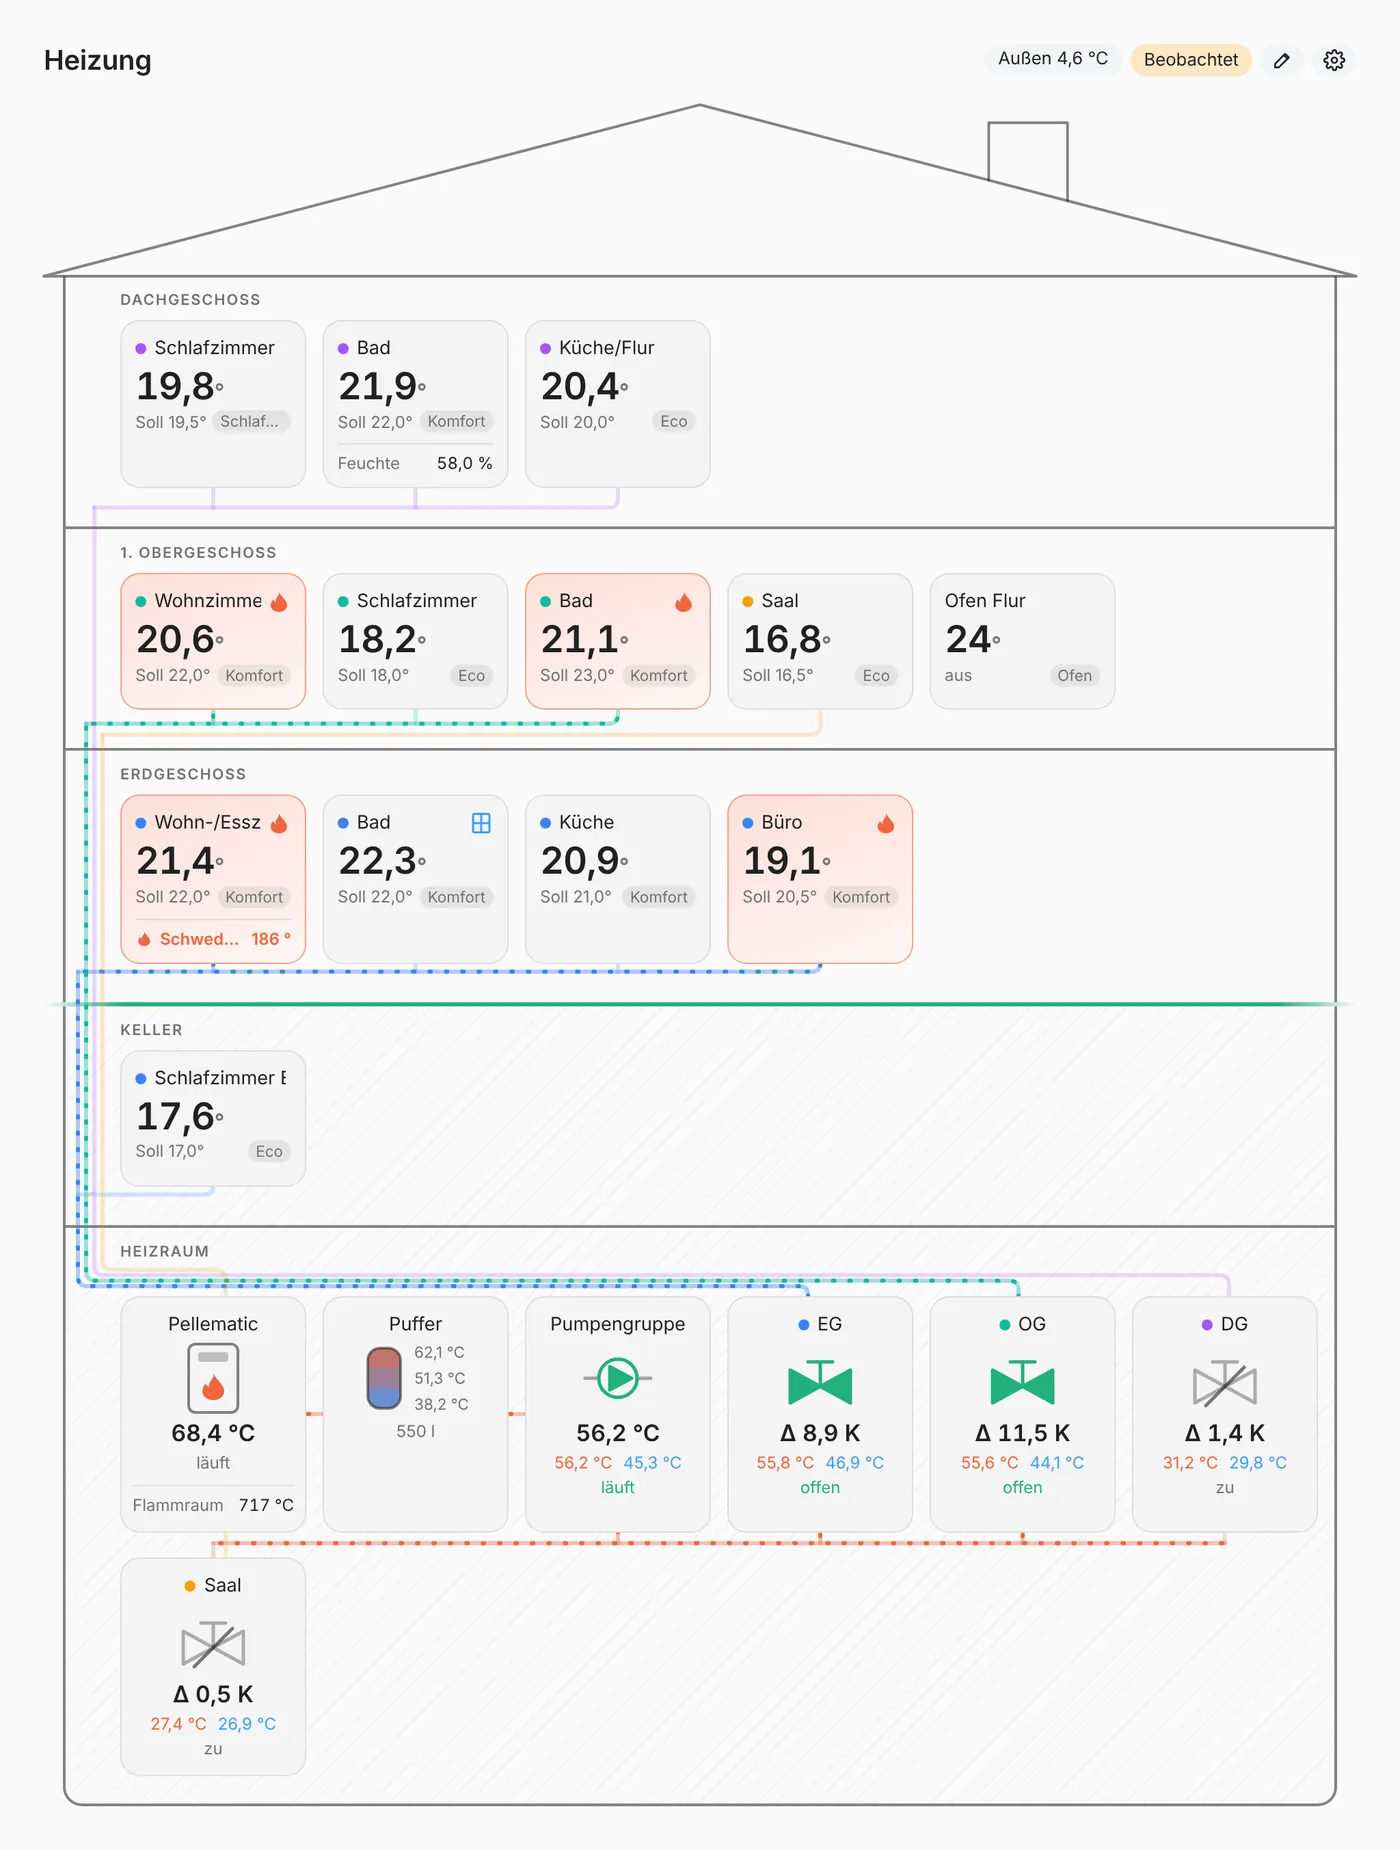 Heizung
Außen 4,6 °C
Beobachtet
DACHGESCHOSS
Schlafzimmer
19,8°
Soll 19,5°
Schlaf...
Bad
21,9°
Soll 22,0°
Komfort
Feuchte
58,0 %
Küche/Flur
20,4°
Soll 20,0°
Eco
1. OBERGESCHOSS
Wohnzimme
20,6°
Soll 22,0°
Komfort
Schlafzimmer
18,2°
Soll 18,0°
Eco
Bad
21,1°
Soll 23,0°
Komfort
Saal
16,8°
Soll 16,5°
Eco
Ofen Flur
24°
aus
Ofen
ERDGESCHOSS
Wohn-/Essz
21,4°
Soll 22,0°
Komfort
Schwed...
186 °
Bad
22,3°
Soll 22,0°
Komfort
Küche
20,9°
Soll 21,0°
Komfort
Büro
19,1°
Soll 20,5°
Komfort
KELLER
Schlafzimmer
17,6°
Soll 17,0°
Eco
HEIZRAUM
Pellematic
68,4 °C
läuft
Flammraum
717 °C
Puffer
62,1 °C
51,3 °C
38,2 °C
550 l
Pumpengruppe
56,2 °C
56,2 °C 45,3 °C
läuft
EG
Δ 8,9 K
55,8 °C 46,9 °C
offen
OG
Δ 11,5 K
55,6 °C 44,1 °C
offen
DG
Δ 1,4 K
31,2 °C 29,8 °C
zu
Saal
Δ 0,5 K
27,4 °C 26,9 °C
zu